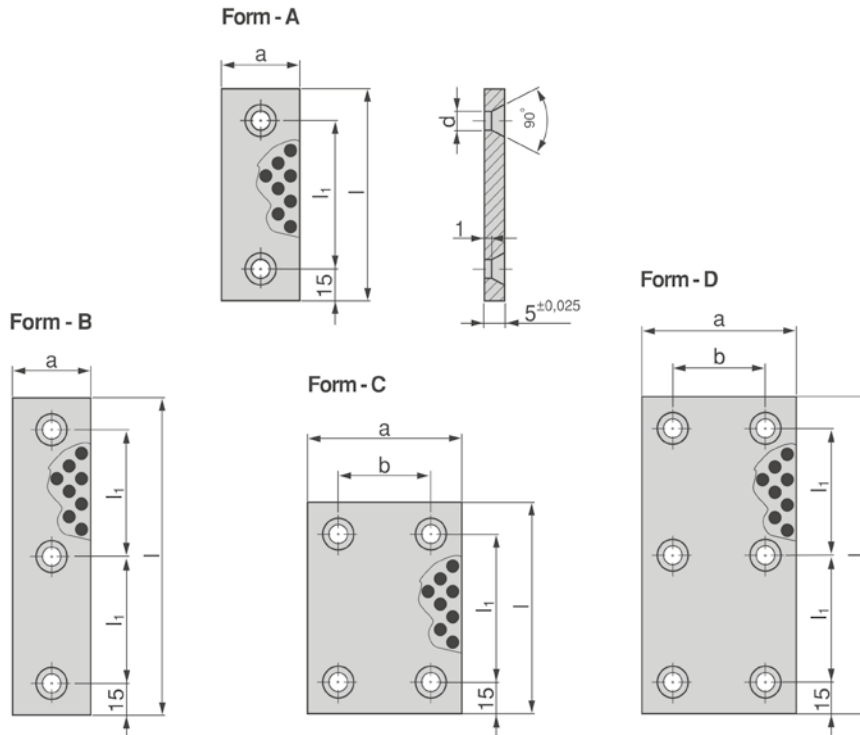 Form - A
a
d
90°
l₁
l
1
15
5±0,025
Form - B
a
l₁
l
l₁
15
Form - C
a
b
l₁
l
15
Form - D
a
b
l₁
l
l₁
15